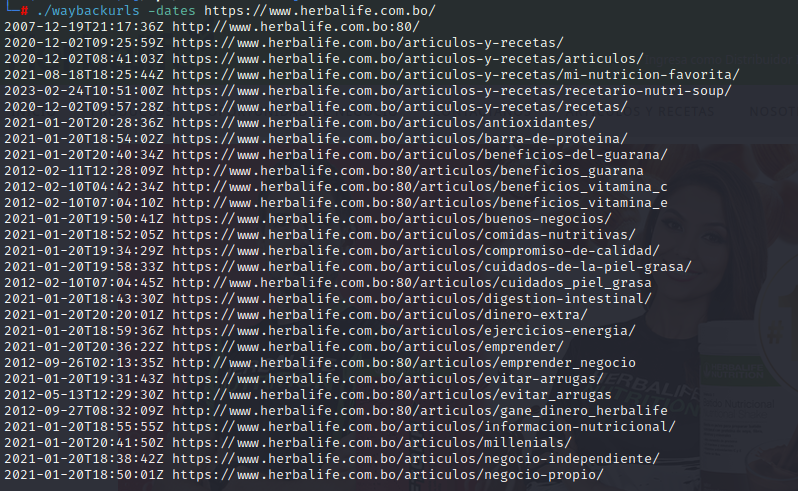 └─# ./waybackurls -dates https://www.herbalife.com.bo/
2007-12-19T21:17:36Z http://www.herbalife.com.bo:80/
2020-12-02T09:25:59Z https://www.herbalife.com.bo/articulos-y-recetas/
2020-12-02T08:41:03Z https://www.herbalife.com.bo/articulos-y-recetas/articulos/
2021-08-18T18:25:44Z https://www.herbalife.com.bo/articulos-y-recetas/mi-nutricion-favorita/
2023-02-24T10:51:00Z https://www.herbalife.com.bo/articulos-y-recetas/recetario-nutri-soup/
2020-12-02T09:57:28Z https://www.herbalife.com.bo/articulos-y-recetas/recetas/
2021-01-20T20:28:36Z https://www.herbalife.com.bo/articulos/antioxidantes/
2021-01-20T18:54:02Z https://www.herbalife.com.bo/articulos/barra-de-proteina/
2021-01-20T20:40:34Z https://www.herbalife.com.bo/articulos/beneficios-del-guarana/
2012-02-11T12:28:09Z http://www.herbalife.com.bo:80/articulos/beneficios_guarana
2012-02-10T04:42:34Z http://www.herbalife.com.bo:80/articulos/beneficios_vitamina_c
2012-02-10T07:04:10Z http://www.herbalife.com.bo:80/articulos/beneficios_vitamina_e
2021-01-20T19:50:41Z https://www.herbalife.com.bo/articulos/buenos-negocios/
2021-01-20T18:52:05Z https://www.herbalife.com.bo/articulos/comidas-nutritivas/
2021-01-20T19:34:29Z https://www.herbalife.com.bo/articulos/compromiso-de-calidad/
2021-01-20T19:58:33Z https://www.herbalife.com.bo/articulos/cuidados-de-la-piel-grasa/
2012-02-10T07:04:45Z http://www.herbalife.com.bo:80/articulos/cuidados_piel_grasa
2021-01-20T18:43:30Z https://www.herbalife.com.bo/articulos/digestion-intestinal/
2021-01-20T20:20:01Z https://www.herbalife.com.bo/articulos/dinero-extra/
2021-01-20T18:59:36Z https://www.herbalife.com.bo/articulos/ejercicios-energia/
2021-01-20T20:36:22Z https://www.herbalife.com.bo/articulos/emprender/
2012-09-26T02:13:35Z http://www.herbalife.com.bo:80/articulos/emprender_negocio
2021-01-20T19:31:43Z https://www.herbalife.com.bo/articulos/evitar-arrugas/
2012-05-13T12:29:30Z http://www.herbalife.com.bo:80/articulos/evitar_arrugas
2012-09-27T08:32:09Z http://www.herbalife.com.bo:80/articulos/gane_dinero_herbalife
2021-01-20T18:55:55Z https://www.herbalife.com.bo/articulos/informacion-nutricional/
2021-01-20T20:41:50Z https://www.herbalife.com.bo/articulos/millenials/
2021-01-20T18:38:42Z https://www.herbalife.com.bo/articulos/negocio-independiente/
2021-01-20T18:50:01Z https://www.herbalife.com.bo/articulos/negocio-propio/